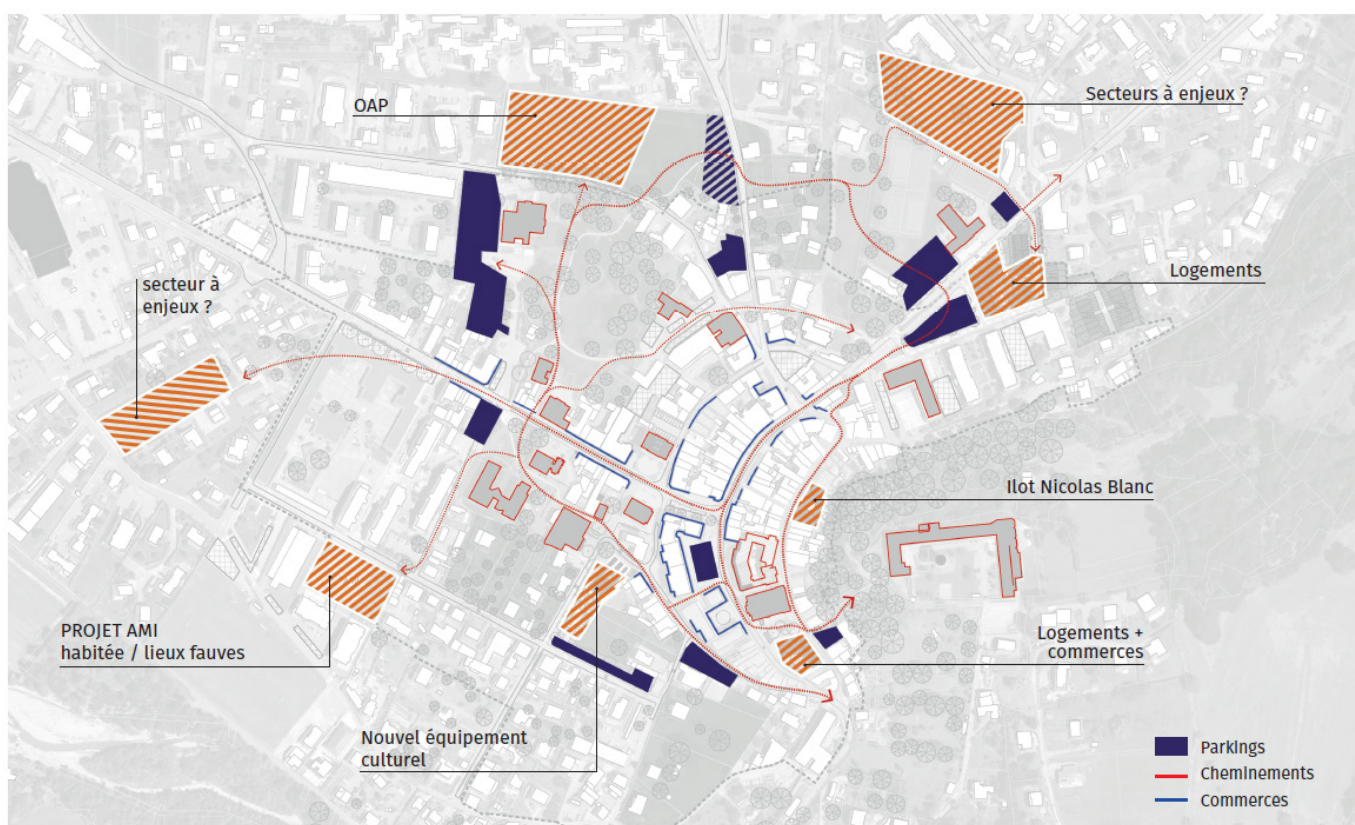 OAP
Secteurs à enjeux ?
secteur à
enjeux ?
Logements
Ilot Nicolas Blanc
PROJET AMI
habitée / lieux fauves
Logements +
commerces
Nouvel équipement
culturel
Parkings
Cheminements
Commerces